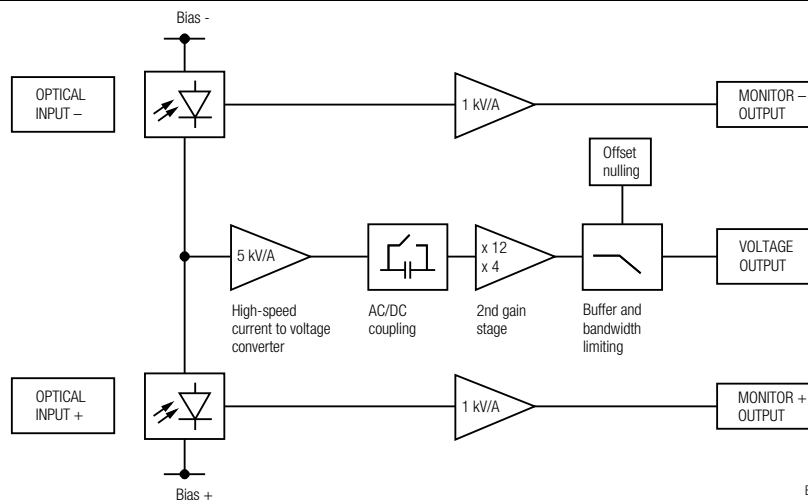 Bias -
OPTICAL
INPUT –
1 kV/A
MONITOR –
OUTPUT
Offset
nulling
5 kV/A
x 12
x 4
VOLTAGE
OUTPUT
High-speed
current to voltage
converter
AC/DC
coupling
2nd gain
stage
Buffer and
bandwidth
limiting
OPTICAL
INPUT +
1 kV/A
MONITOR +
OUTPUT
Bias +